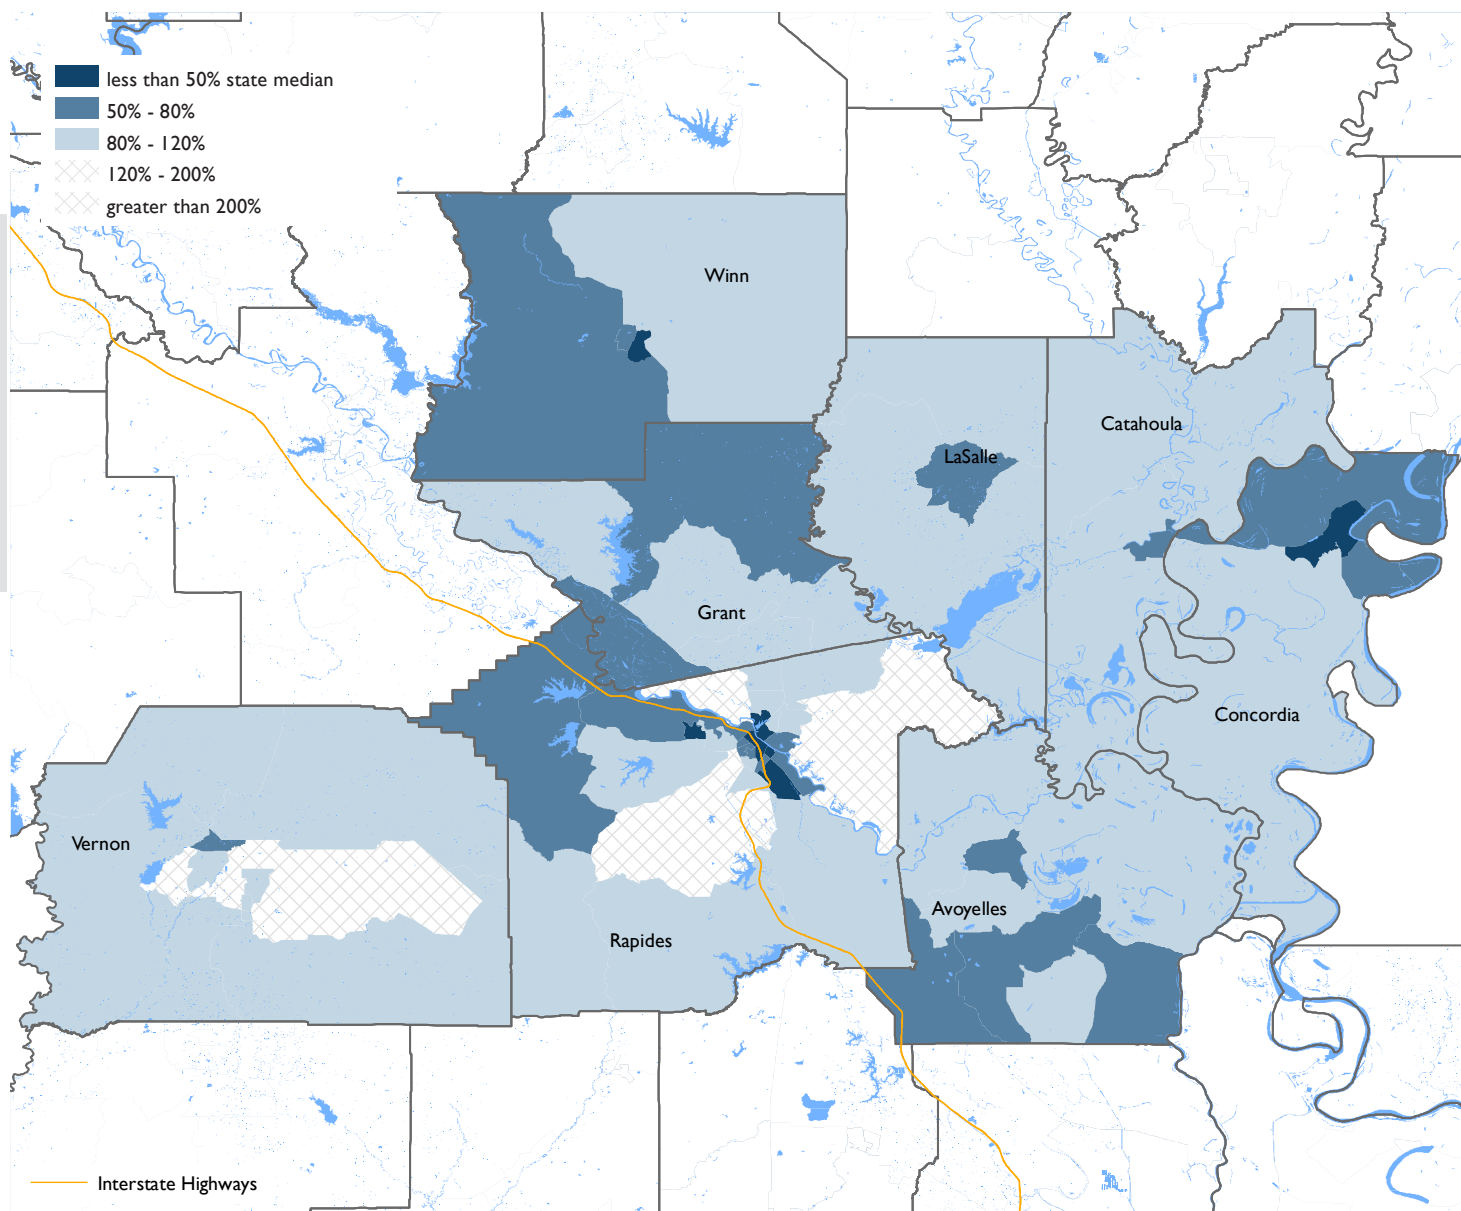 less than 50% state median
50% - 80%
80% - 120%
120% - 200%
greater than 200%
Winn
Catahoula
LaSalle
Grant
Concordia
Vernon
Avoyelles
Rapides
Interstate Highways